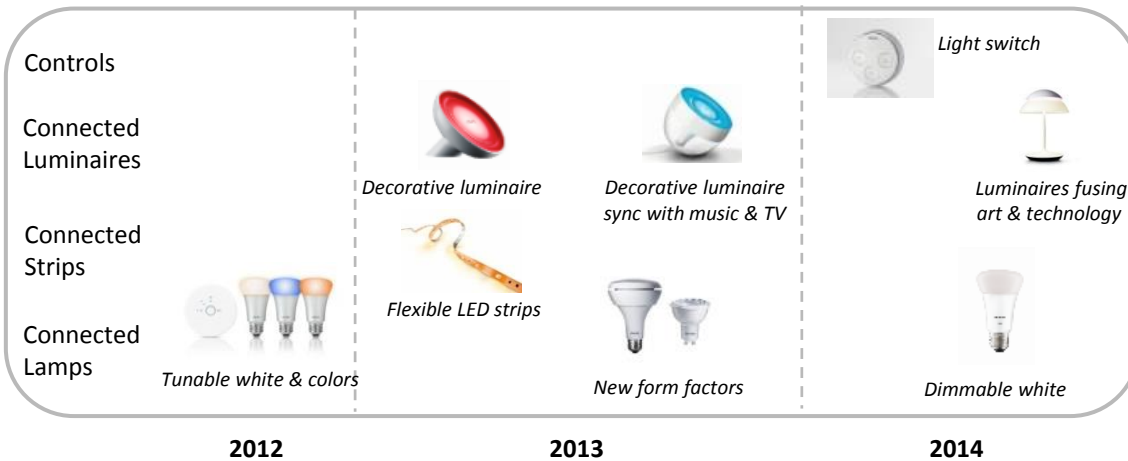 Controls
Light switch
Connected
Luminaires
Decorative luminaire
Decorative luminaire
sync with music & TV
Luminaires fusing
art & technology
Connected
Strips
Flexible LED strips
Connected
Lamps
Tunable white & colors
New form factors
Dimmable white
2012
2013
2014